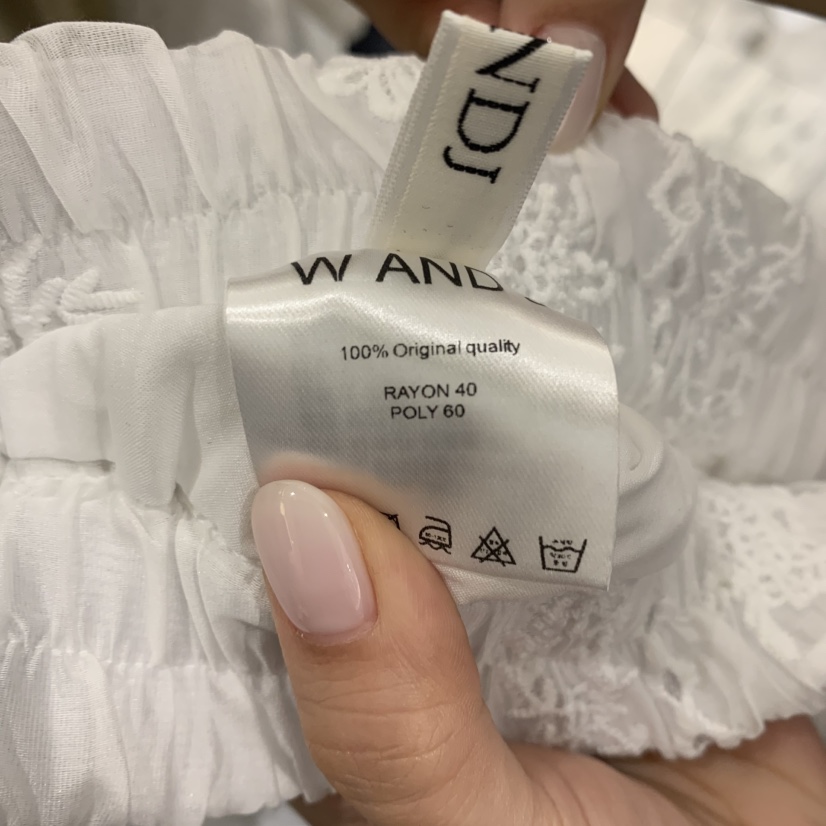 NDJ
W AND
100% Original quality
RAYON 40
POLY 60